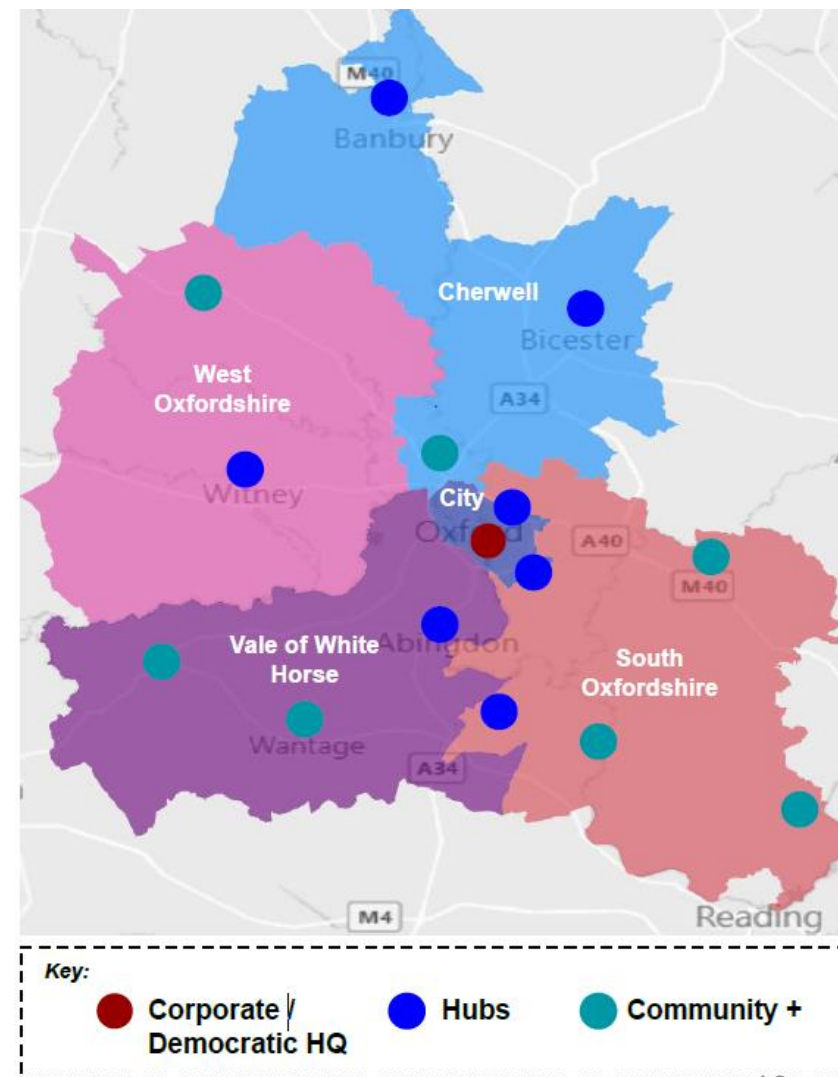 M40
Banbury
Cherwell
Bicester
West
Oxfordshire
A34
Witney
City
Oxford
A40
M40
Vale of White
Horse
Abingdon
South
Oxfordshire
Wantage
A34
M4
Reading
Key:
Corporate /
Democratic HQ
Hubs
Community +